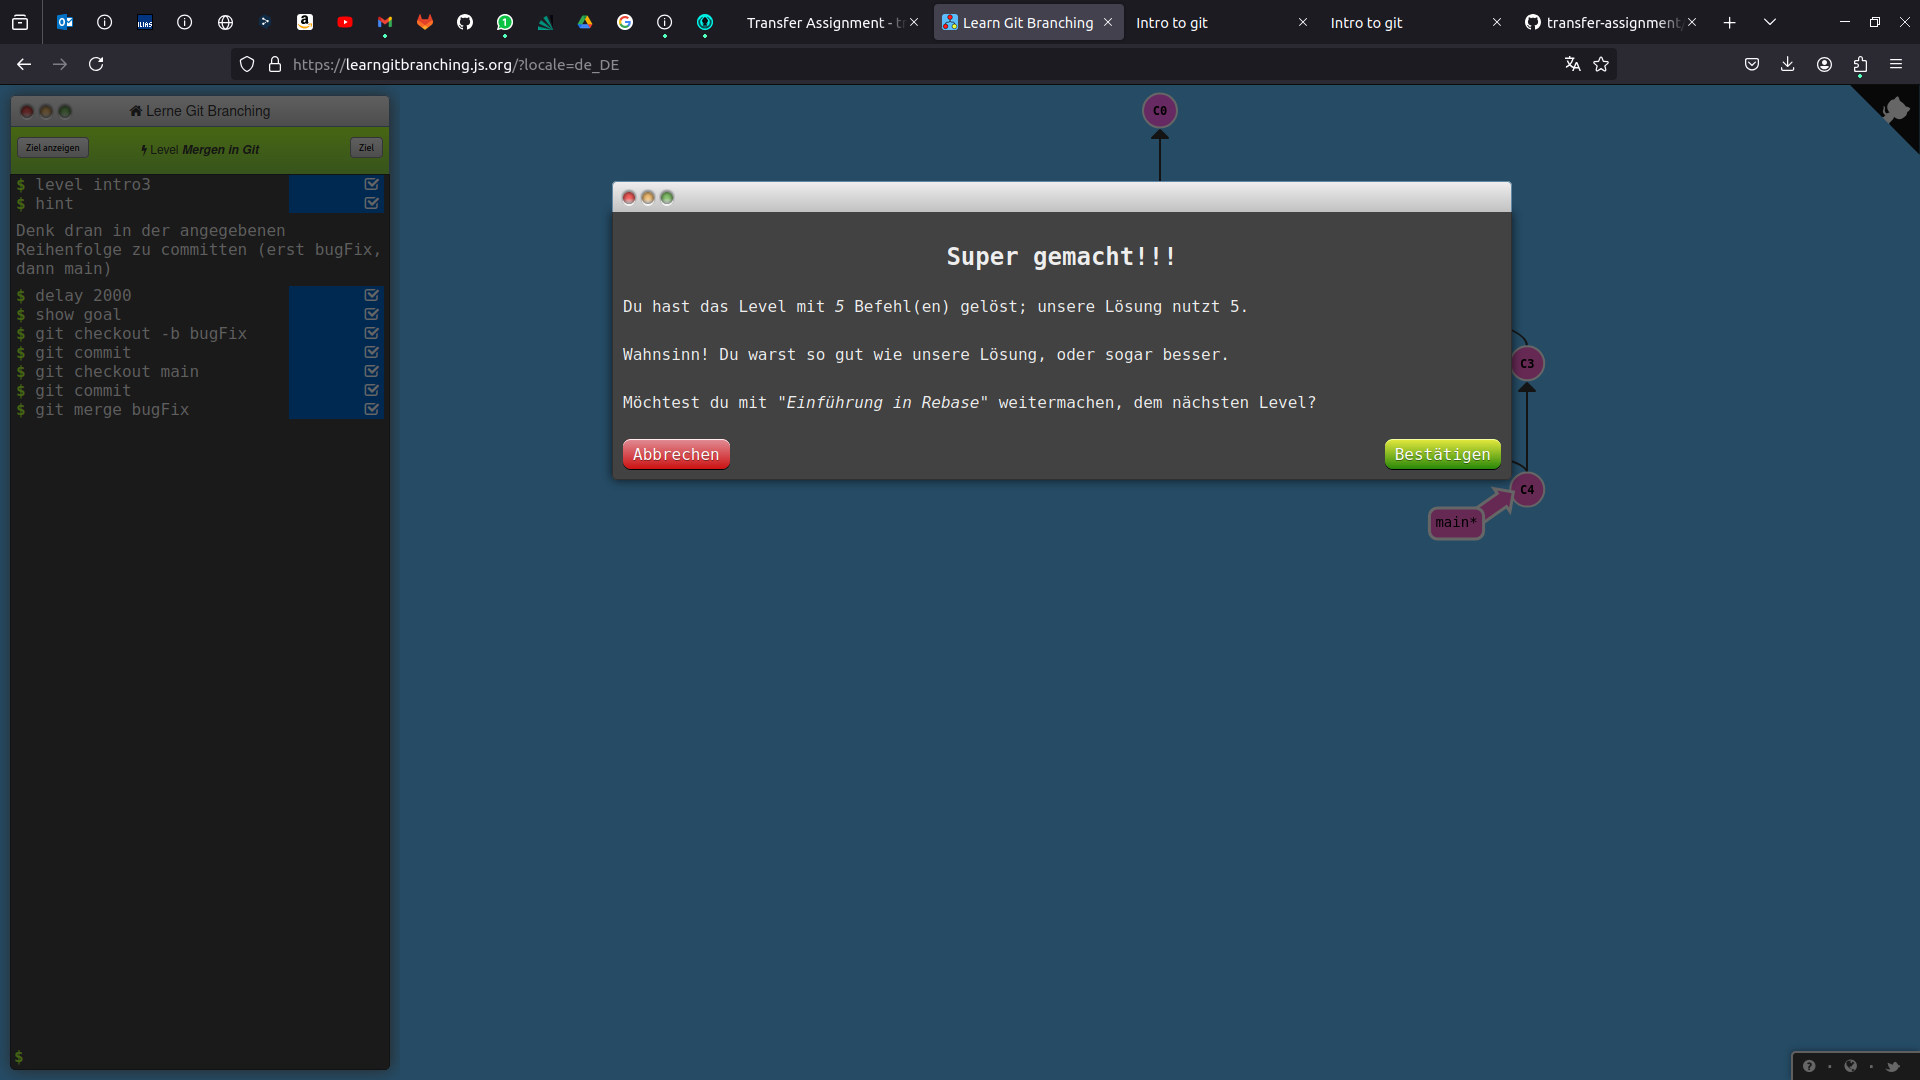 Transfer Assignment - tr
Learn Git Branching
Intro to git
Intro to git
transfer-assignment
https://learngitbranching.js.org/?locale=de_DE
Lerne Git Branching
Ziel anzeigen
Level Mergen in Git
Ziel
$ level intro3
$ hint
Denk dran in der angegebenen
Reihenfolge zu committen (erst bugFix,
dann main)
$ delay 2000
$ show goal
$ git checkout -b bugFix
$ git commit
$ git checkout main
$ git commit
$ git merge bugFix
$
C0
Super gemacht!!!
Du hast das Level mit 5 Befehl(en) gelöst; unsere Lösung nutzt 5.
Wahnsinn! Du warst so gut wie unsere Lösung, oder sogar besser.
Möchtest du mit "Einführung in Rebase" weitermachen, dem nächsten Level?
Abbrechen
Bestätigen
C3
C4
main*